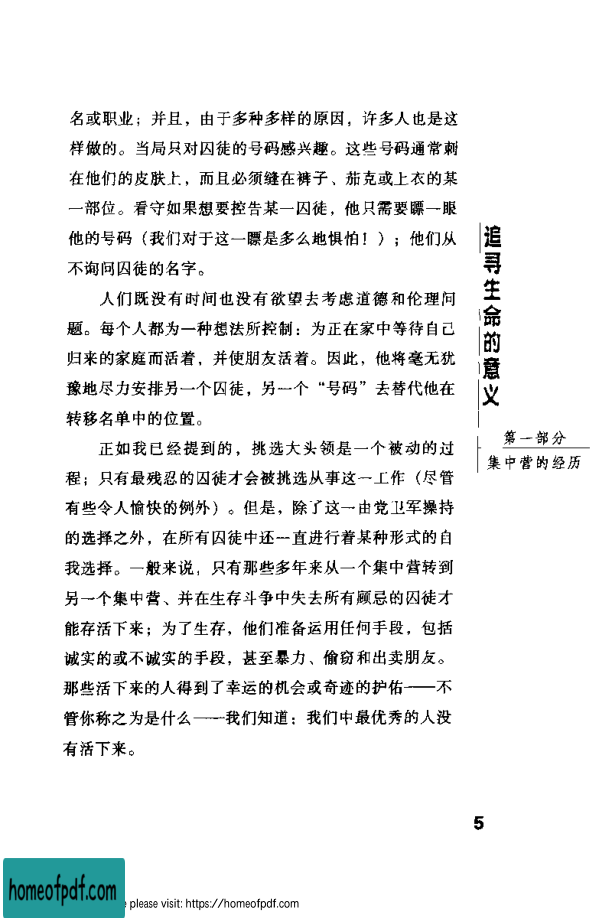 名或职业；并且，由于多种多样的原因，许多人也是这
样做的。当局只对囚徒的号码感兴趣。这些号码通常刺
在他们的皮肤上，而且必须缝在裤子、茄克或上衣的某
一部位。看守如果想要控告某一囚徒，他只需要瞟一眼
他的号码（我们对于这一瞟是多么地惧怕！）；他们从
不询问囚徒的名字。
人们既没有时间也没有欲望去考虑道德和伦理问
题。每个人都为一种想法所控制：为正在家中等待自己
归来的家庭而活着，并使朋友活着。因此，他将毫无犹
豫地尽力安排另一个囚徒，另一个“号码”去替代他在
转移名单中的位置。
正如我已经提到的，挑选大头领是一个被动的过
程；只有最残忍的囚徒才会被挑选从事这一工作（尽管
有些令人愉快的例外）。但是，除了这一由党卫军操持
的选择之外，在所有囚徒中还一直进行着某种形式的自
我选择。一般来说，只有那些多年来从一个集中营转到
另一个集中营、并在生存斗争中失去所有顾忌的囚徒才
能存活下来；为了生存，他们准备运用任何手段，包括
诚实的或不诚实的手段，甚至暴力、偷窃和出卖朋友。
那些活下来的人得到了幸运的机会或奇迹的护佑——不
管你称之为是什么——我们知道：我们中最优秀的人没
有活下来。
追寻生命的意义
第一部分
集中营的经历
5
homeofpdf.com
please visit: https://homeofpdf.com